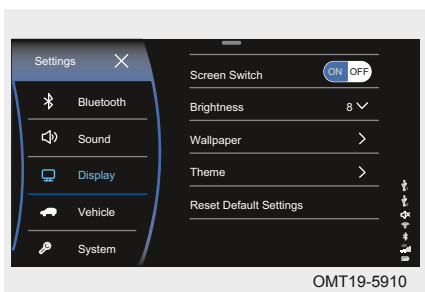 Settings
Bluetooth
Sound
Display
Vehicle
System
Screen Switch ON OFF
Brightness 8
Wallpaper
Theme
Reset Default Settings
OMT19-5910